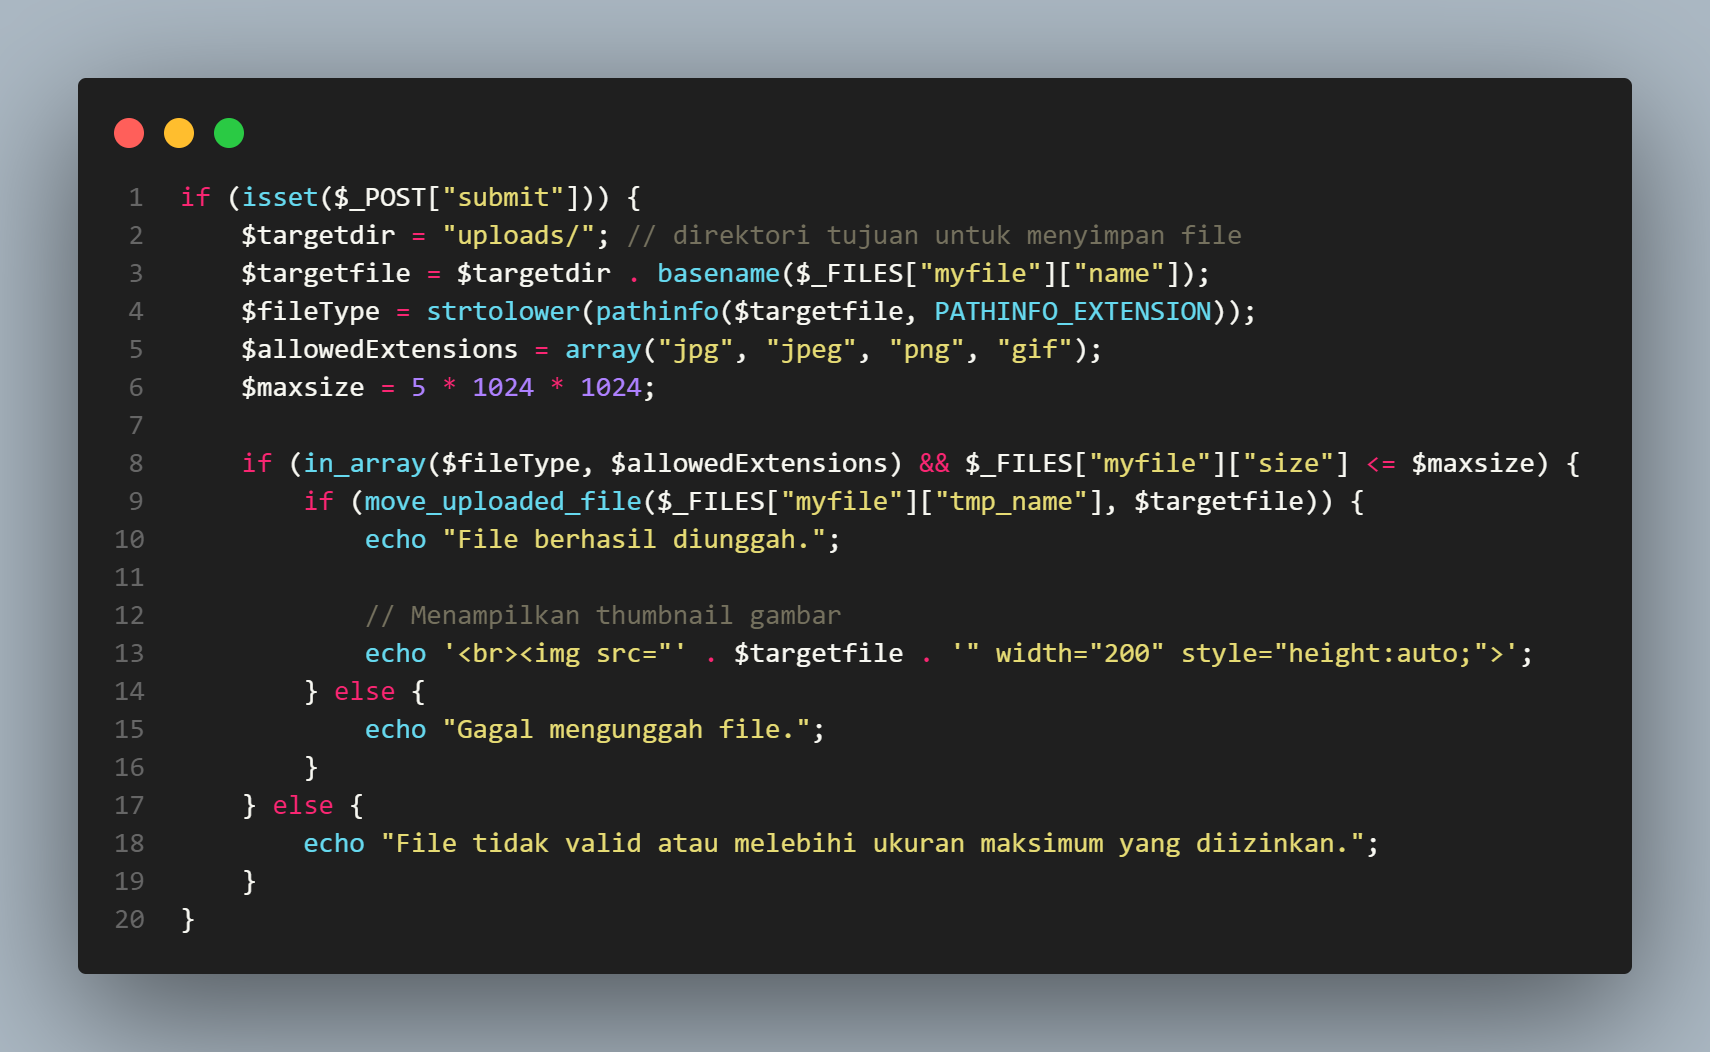 1 if (isset($_POST["submit"])) {
2     $targetdir = "uploads/"; // direktori tujuan untuk menyimpan file
3     $targetfile = $targetdir . basename($_FILES["myfile"]["name"]);
4     $fileType = strtolower(pathinfo($targetfile, PATHINFO_EXTENSION));
5     $allowedExtensions = array("jpg", "jpeg", "png", "gif");
6     $maxsize = 5 * 1024 * 1024;
7
8     if (in_array($fileType, $allowedExtensions) && $_FILES["myfile"]["size"] <= $maxsize) {
9         if (move_uploaded_file($_FILES["myfile"]["tmp_name"], $targetfile)) {
10             echo "File berhasil diunggah.";
11
12             // Menampilkan thumbnail gambar
13             echo '<br><img src="' . $targetfile . '" width="200" style="height:auto;">';
14         } else {
15             echo "Gagal mengunggah file.";
16         }
17     } else {
18         echo "File tidak valid atau melebihi ukuran maksimum yang diizinkan.";
19     }
20 }